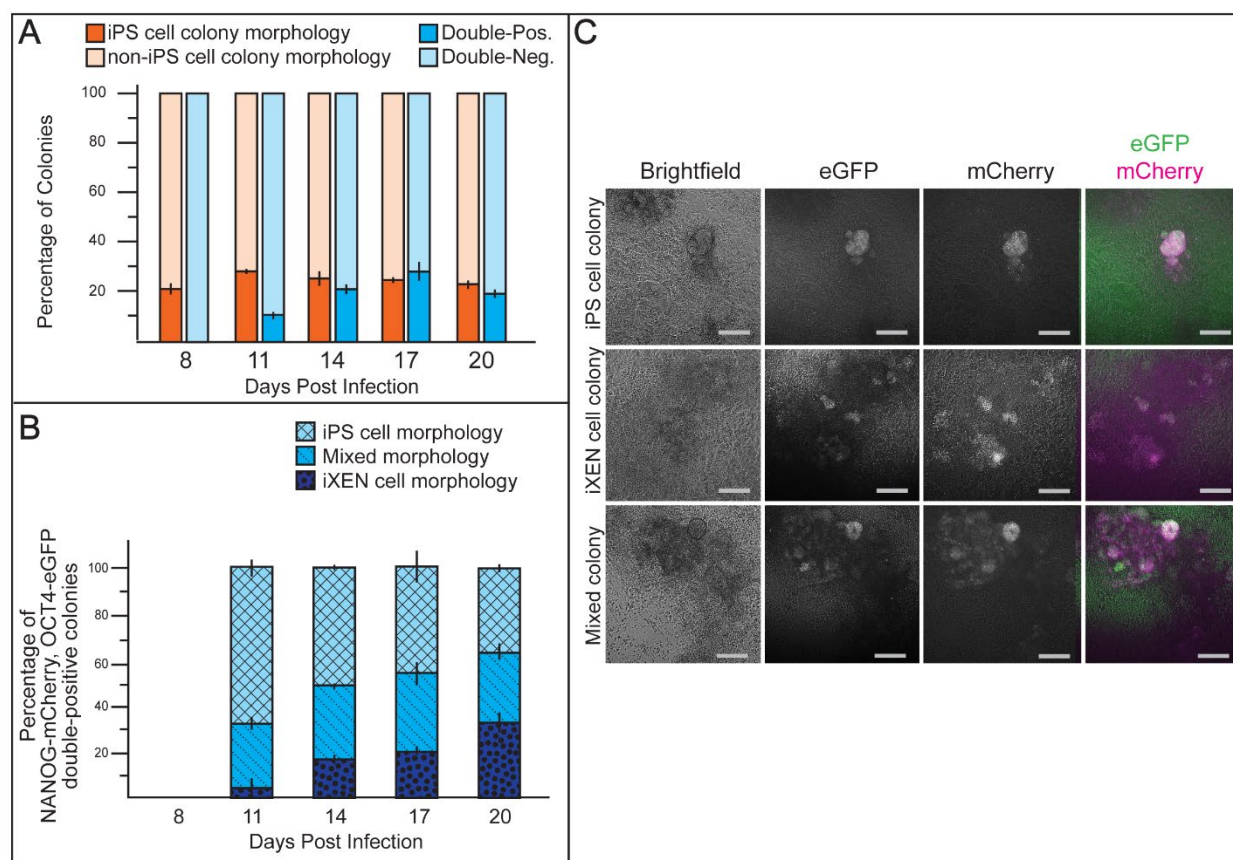 A
iPS cell colony morphology
Double-Pos.
non-iPS cell colony morphology
Double-Neg.
Percentage of Colonies
100
80
60
40
20
8 11 14 17 20
Days Post Infection
B
iPS cell morphology
Mixed morphology
iXEN cell morphology
Percentage of
NANOG-mCherry, OCT4-eGFP
double-positive colonies
100
80
60
40
20
8 11 14 17 20
Days Post Infection
C
eGFP
Brightfield eGFP mCherry mCherry
iPS cell colony
iXEN cell colony
Mixed colony